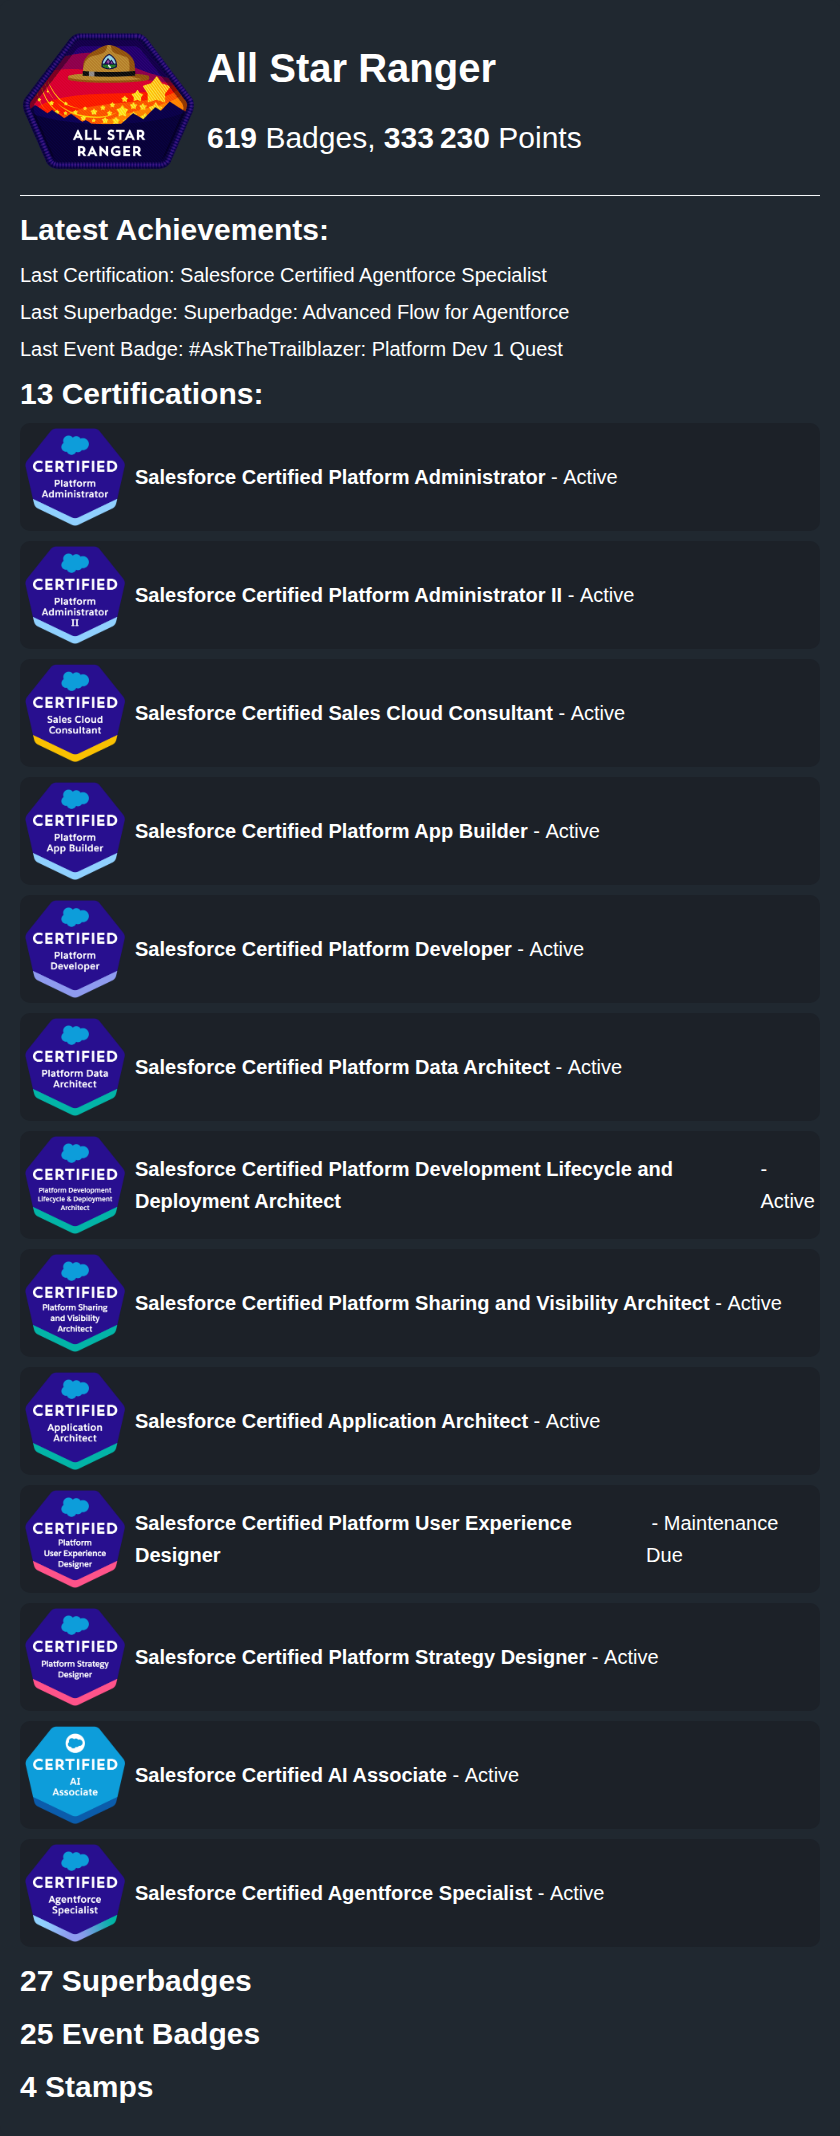 ALL STAR
RANGER
All Star Ranger
619 Badges, 333 230 Points
Latest Achievements:
Last Certification: Salesforce Certified Agentforce Specialist
Last Superbadge: Superbadge: Advanced Flow for Agentforce
Last Event Badge: #AskTheTrailblazer: Platform Dev 1 Quest
13 Certifications:
CERTIFIED
Platform
Administrator
Salesforce Certified Platform Administrator - Active
CERTIFIED
Platform
Administrator
II
Salesforce Certified Platform Administrator II - Active
CERTIFIED
Sales Cloud
Consultant
Salesforce Certified Sales Cloud Consultant - Active
CERTIFIED
Platform
App Builder
Salesforce Certified Platform App Builder - Active
CERTIFIED
Platform
Developer
Salesforce Certified Platform Developer - Active
CERTIFIED
Platform Data
Architect
Salesforce Certified Platform Data Architect - Active
CERTIFIED
Platform Development
Lifecycle & Deployment
Architect
Salesforce Certified Platform Development Lifecycle and -
Deployment Architect Active
CERTIFIED
Platform Sharing
and Visibility
Architect
Salesforce Certified Platform Sharing and Visibility Architect - Active
CERTIFIED
Application
Architect
Salesforce Certified Application Architect - Active
CERTIFIED
Platform
User Experience
Designer
Salesforce Certified Platform User Experience - Maintenance
Designer Due
CERTIFIED
Platform Strategy
Designer
Salesforce Certified Platform Strategy Designer - Active
CERTIFIED
AI
Associate
Salesforce Certified AI Associate - Active
CERTIFIED
Agentforce
Specialist
Salesforce Certified Agentforce Specialist - Active
27 Superbadges
25 Event Badges
4 Stamps